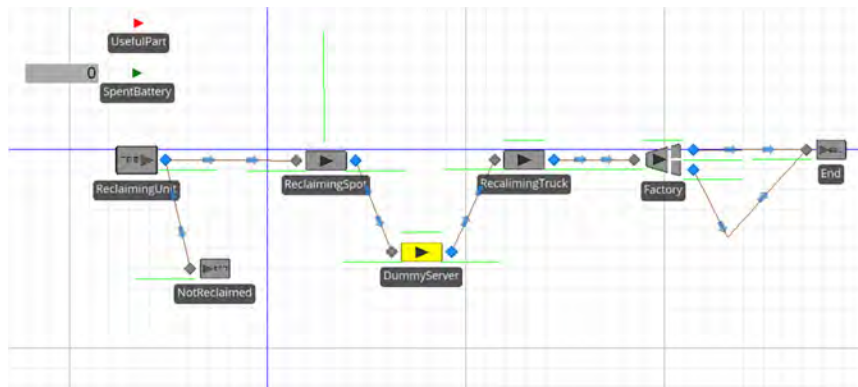 UsefulPart
0
SpentBattery
ReclaimingUnit
ReclaimingSpot
RecalimingTruck
Factory
End
DummyServer
NotReclaimed